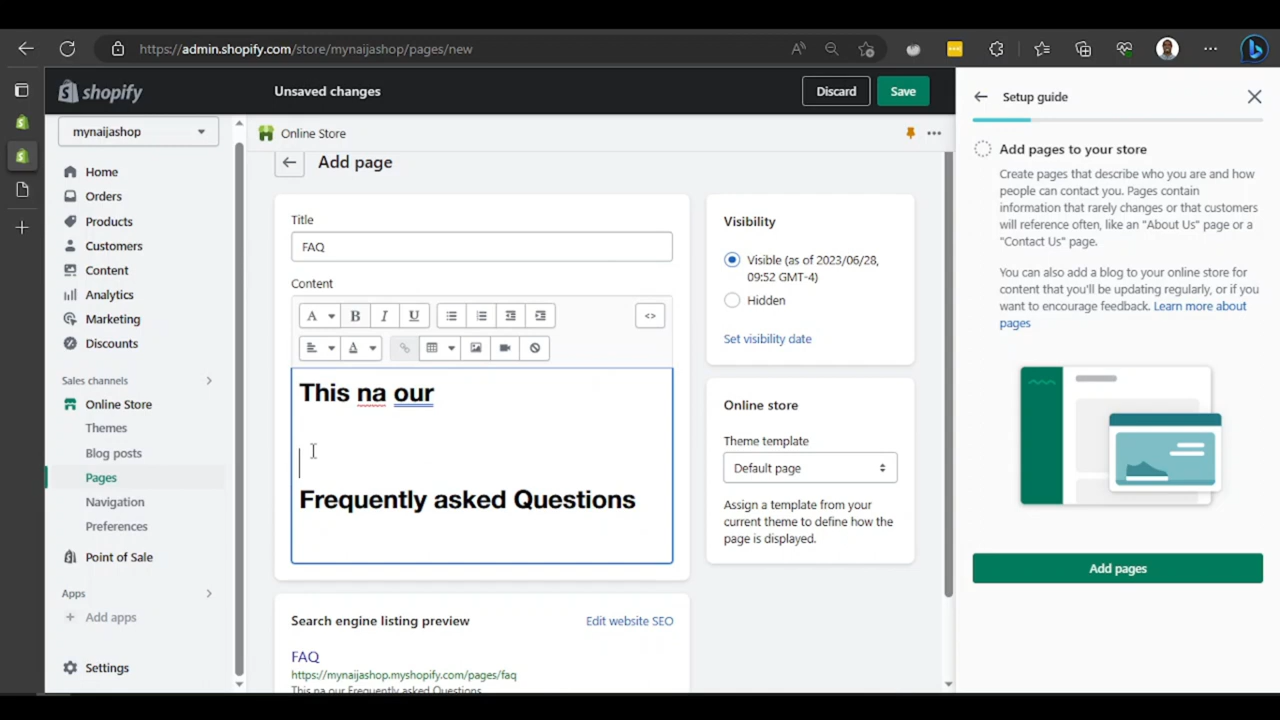 https://admin.shopify.com/store/mynaijashop/pages/new
shopify
Unsaved changes
Discard
Save
mynaijashop
Home
Orders
Products
Customers
Content
Analytics
Marketing
Discounts
Sales channels
Online Store
Themes
Blog posts
Pages
Navigation
Preferences
Point of Sale
Apps
Add apps
Settings
Online Store
Add page
Title
FAQ
Content
A
B
I
U
<>
A
This na our
Frequently asked Questions
Search engine listing preview
Edit website SEO
FAQ
https://mynaijashop.myshopify.com/pages/faq
This na our Frequently asked Questions
Visibility
Visible (as of 2023/06/28,
09:52 GMT-4)
Hidden
Set visibility date
Online store
Theme template
Default page
Assign a template from your
current theme to define how the
page is displayed.
Setup guide
Add pages to your store
Create pages that describe who you are and how
people can contact you. Pages contain
information that rarely changes or that customers
will reference often, like an "About Us" page or a
"Contact Us" page.
You can also add a blog to your online store for
content that you'll be updating regularly, or if you
want to encourage feedback. Learn more about
pages
Add pages